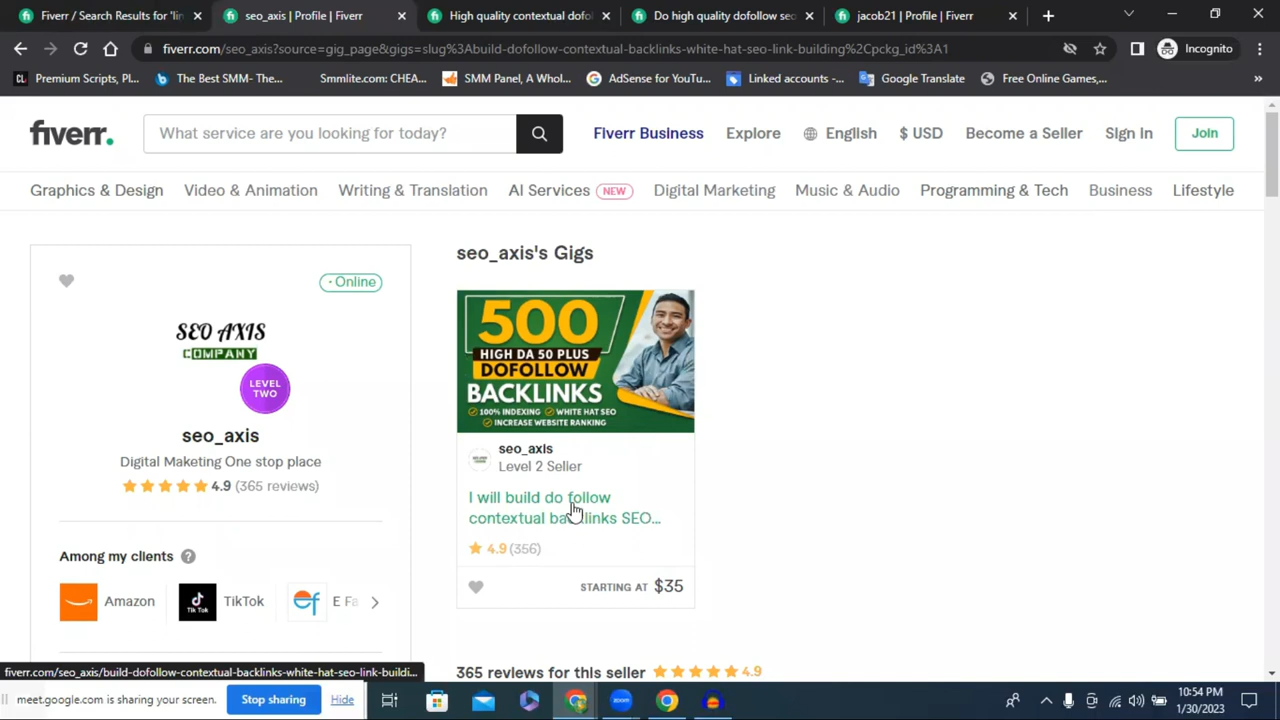 Fiverr / Search Results for 'lin
seo_axis | Profile | Fiverr
High quality contextual dofol
Do high quality dofollow seo
jacob21 | Profile | Fiverr
fiverr.com/seo_axis?source=gig_page&gigs=slug%3Abuild-dofollow-contextual-backlinks-white-hat-seo-link-building%2Cpckg_id%3A1
Incognito
Premium Scripts, Pl...
The Best SMM- The...
Smmlite.com: CHEA...
SMM Panel, A Whol...
AdSense for YouTu...
Linked accounts -...
Google Translate
Free Online Games,...
fiverr.
What service are you looking for today?
Fiverr Business
Explore
English
$ USD
Become a Seller
Sign In
Join
Graphics & Design
Video & Animation
Writing & Translation
AI Services NEW
Digital Marketing
Music & Audio
Programming & Tech
Business
Lifestyle
Online
SEO AXIS
COMPANY
LEVEL
TWO
seo_axis
Digital Maketing One stop place
4.9 (365 reviews)
Among my clients ?
Amazon
TikTok
E Fa
seo_axis's Gigs
500
HIGH DA 50 PLUS
DOFOLLOW
BACKLINKS
100% INDEXING WHITE HAT SEO
INCREASE WEBSITE RANKING
seo_axis
Level 2 Seller
I will build do follow
contextual backlinks SEO...
4.9 (356)
STARTING AT $35
365 reviews for this seller 4.9
fiverr.com/seo_axis/build-dofollow-contextual-backlinks-white-hat-seo-link-buildi...
meet.google.com is sharing your screen.
Stop sharing
Hide
zoom
10:54 PM
1/30/2023